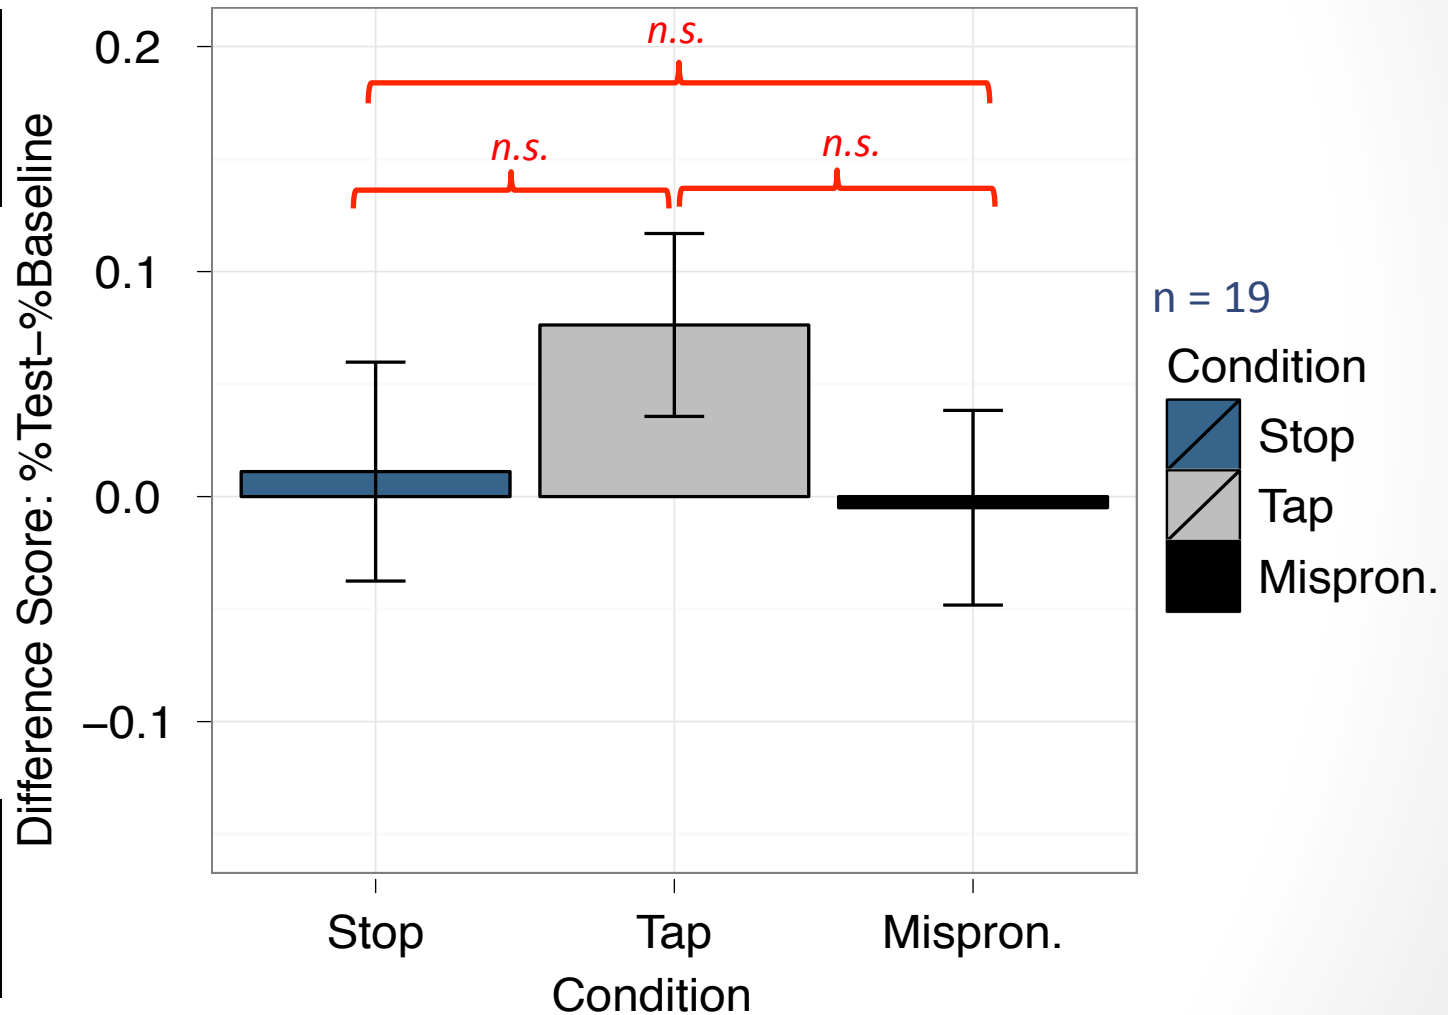 n.s.
n.s.
n.s.
0.2
0.1
0.0
−0.1
Difference Score: %Test−%Baseline
Stop
Tap
Mispron.
Condition
n = 19
Condition
Stop
Tap
Mispron.